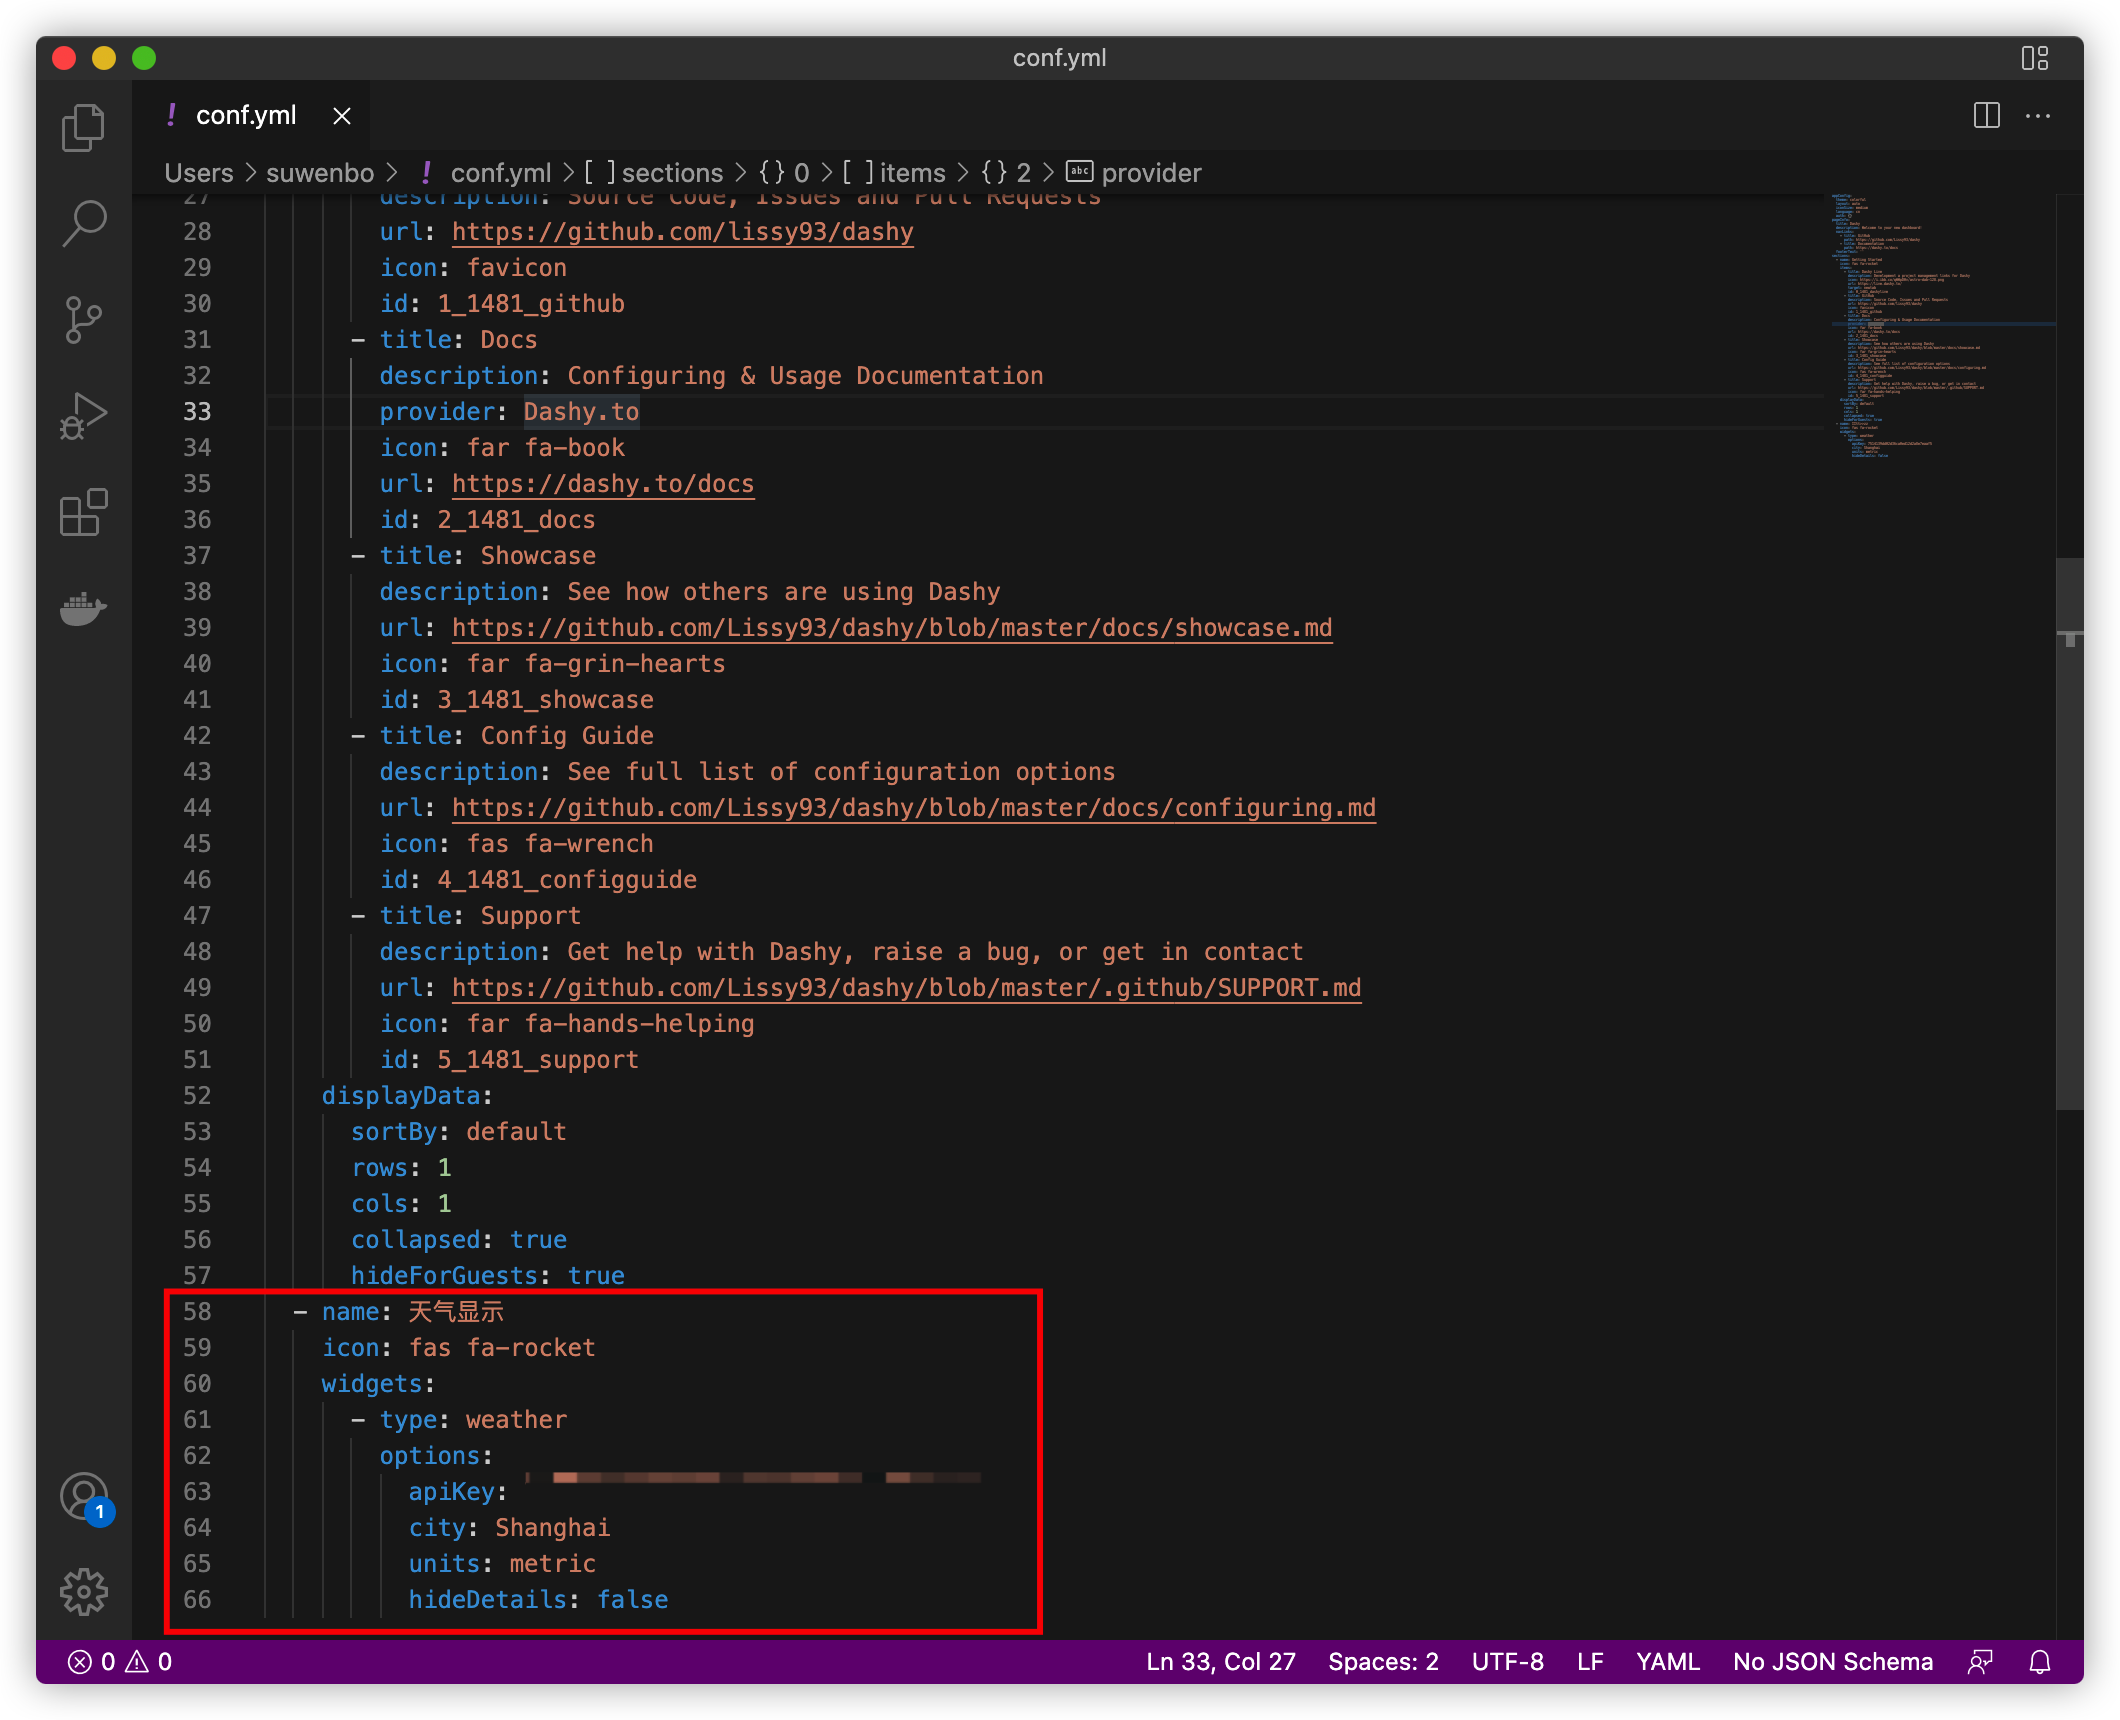 conf.yml
conf.yml
Users > suwenbo > ! conf.yml > [ ] sections > {} 0 > [ ] items > {} 2 > abc provider
27 description: Source Code, Issues and Pull Requests
28 url: https://github.com/lissy93/dashy
29 icon: favicon
30 id: 1_1481_github
31 - title: Docs
32 description: Configuring & Usage Documentation
33 provider: Dashy.to
34 icon: far fa-book
35 url: https://dashy.to/docs
36 id: 2_1481_docs
37 - title: Showcase
38 description: See how others are using Dashy
39 url: https://github.com/Lissy93/dashy/blob/master/docs/showcase.md
40 icon: far fa-grin-hearts
41 id: 3_1481_showcase
42 - title: Config Guide
43 description: See full list of configuration options
44 url: https://github.com/Lissy93/dashy/blob/master/docs/configuring.md
45 icon: fas fa-wrench
46 id: 4_1481_configguide
47 - title: Support
48 description: Get help with Dashy, raise a bug, or get in contact
49 url: https://github.com/Lissy93/dashy/blob/master/.github/SUPPORT.md
50 icon: far fa-hands-helping
51 id: 5_1481_support
52 displayData:
53 sortBy: default
54 rows: 1
55 cols: 1
56 collapsed: true
57 hideForGuests: true
58 - name: 天气显示
59 icon: fas fa-rocket
60 widgets:
61 - type: weather
62 options:
63 apiKey:
64 city: Shanghai
65 units: metric
66 hideDetails: false
1
0 0 Ln 33, Col 27 Spaces: 2 UTF-8 LF YAML No JSON Schema